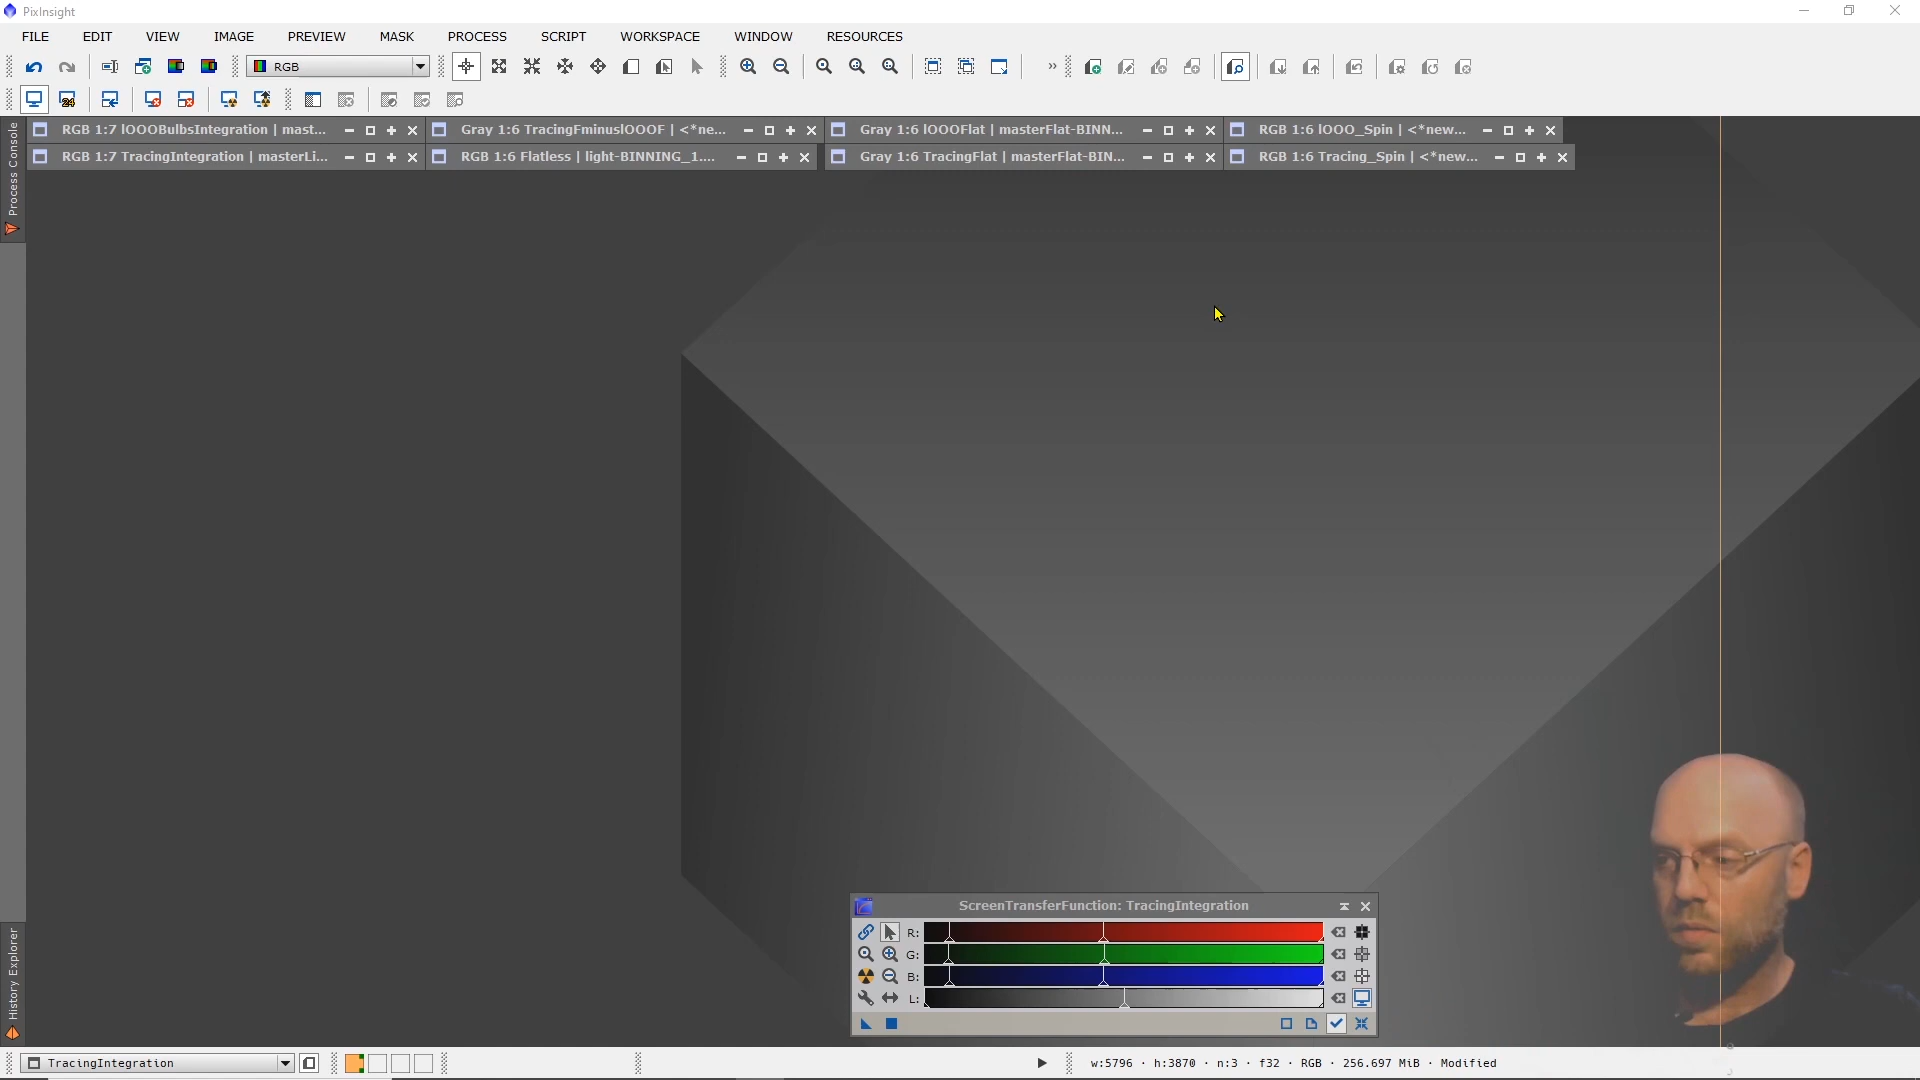 PixInsight
FILE EDIT VIEW IMAGE PREVIEW MASK PROCESS SCRIPT WORKSPACE WINDOW RESOURCES
RGB
24
RGB 1:7 lOOOBulbsIntegration | mast...
Gray 1:6 TracingFminuslOOOF | <*ne...
Gray 1:6 lOOOFlat | masterFlat-BINN...
RGB 1:6 lOOO_Spin | <*new...
RGB 1:7 TracingIntegration | masterLi...
RGB 1:6 Flatless | light-BINNING_1....
Gray 1:6 TracingFlat | masterFlat-BIN...
RGB 1:6 Tracing_Spin | <*new...
Process Console
History Explorer
ScreenTransferFunction: TracingIntegration
R:
G:
B:
L:
TracingIntegration
w:5796 · h:3870 · n:3 · f32 · RGB · 256.697 MiB · Modified